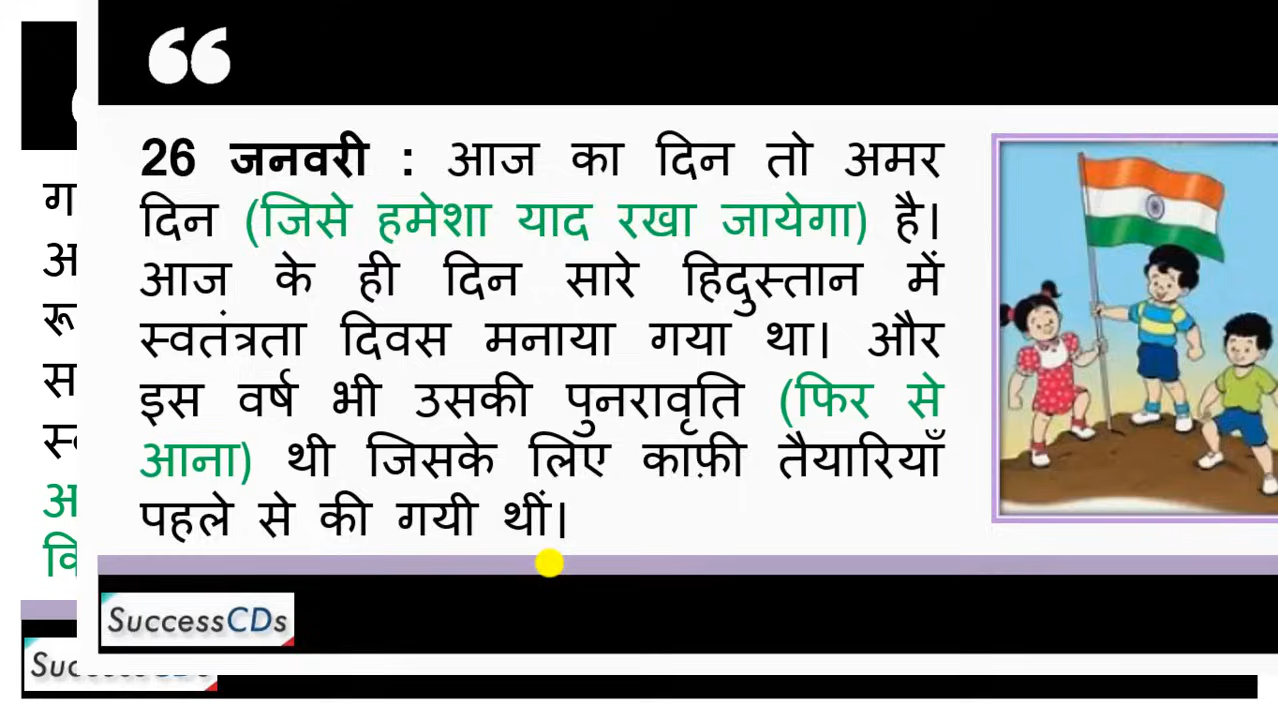 26 जनवरी : आज का दिन तो अमर
दिन (जिसे हमेशा याद रखा जायेगा) है।
आज के ही दिन सारे हिदुस्तान में
स्वतंत्रता दिवस मनाया गया था। और
इस वर्ष भी उसकी पुनरावृति (फिर से
आना) थी जिसके लिए काफ़ी तैयारियाँ
पहले से की गयी थीं।
SuccessCDs